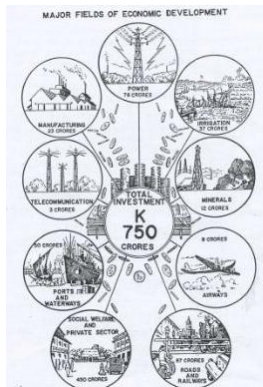 MAJOR FIELDS OF ECONOMIC DEVELOPMENT
POWER
76 CRORES
MANUFACTURING
23 CRORES
IRRIGATION
37 CRORES
TELECOMMUNICATION
3 CRORES
TOTAL
INVESTMENT
K
750
CRORES
MINERALS
12 CRORES
50 CRORES
PORTS
AND
WATERWAYS
9 CRORES
AIRWAYS
SOCIAL WELFARE
AND
PRIVATE SECTOR
450 CRORES
67 CRORES
ROADS
AND
RAILWAYS